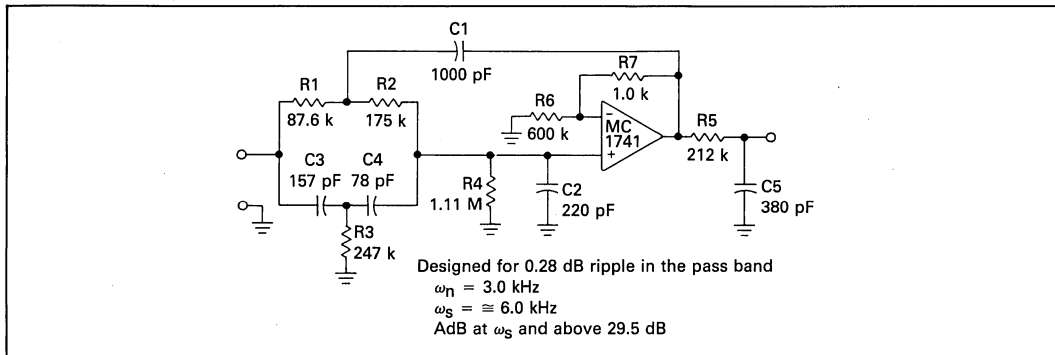 C1
1000 pF
R1
87.6 k
R2
175 k
R7
1.0 k
R6
600 k
−
MC
1741
+
R5
212 k
C3
157 pF
C4
78 pF
R4
1.11 M
C2
220 pF
C5
380 pF
R3
247 k
Designed for 0.28 dB ripple in the pass band
ωn = 3.0 kHz
ωs = ≅ 6.0 kHz
AdB at ωs and above 29.5 dB